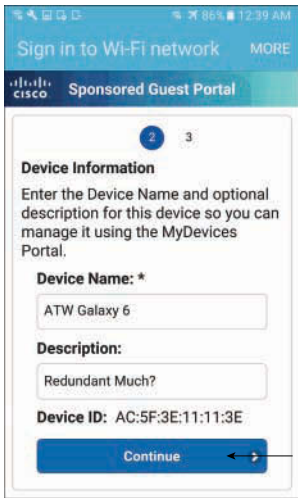 86% 12:39 AM
Sign in to Wi-Fi network MORE
CISCO Sponsored Guest Portal
2 3
Device Information
Enter the Device Name and optional
description for this device so you can
manage it using the MyDevices
Portal.
Device Name: *
ATW Galaxy 6
Description:
Redundant Much?
Device ID: AC:5F:3E:11:11:3E
Continue